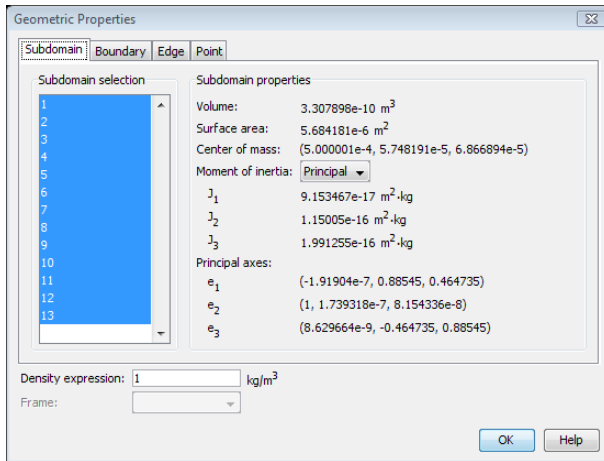 Geometric Properties
Subdomain Boundary Edge Point
Subdomain selection
1
2
3
4
5
6
7
8
9
10
11
12
13
Subdomain properties
Volume: 3.307898e-10 m³
Surface area: 5.684181e-6 m²
Center of mass: (5.000001e-4, 5.748191e-5, 6.866894e-5)
Moment of inertia: Principal
J₁ 9.153467e-17 m²·kg
J₂ 1.15005e-16 m²·kg
J₃ 1.991255e-16 m²·kg
Principal axes:
e₁ (-1.91904e-7, 0.88545, 0.464735)
e₂ (1, 1.739318e-7, 8.154336e-8)
e₃ (8.629664e-9, -0.464735, 0.88545)
Density expression: 1 kg/m³
Frame:
OK Help